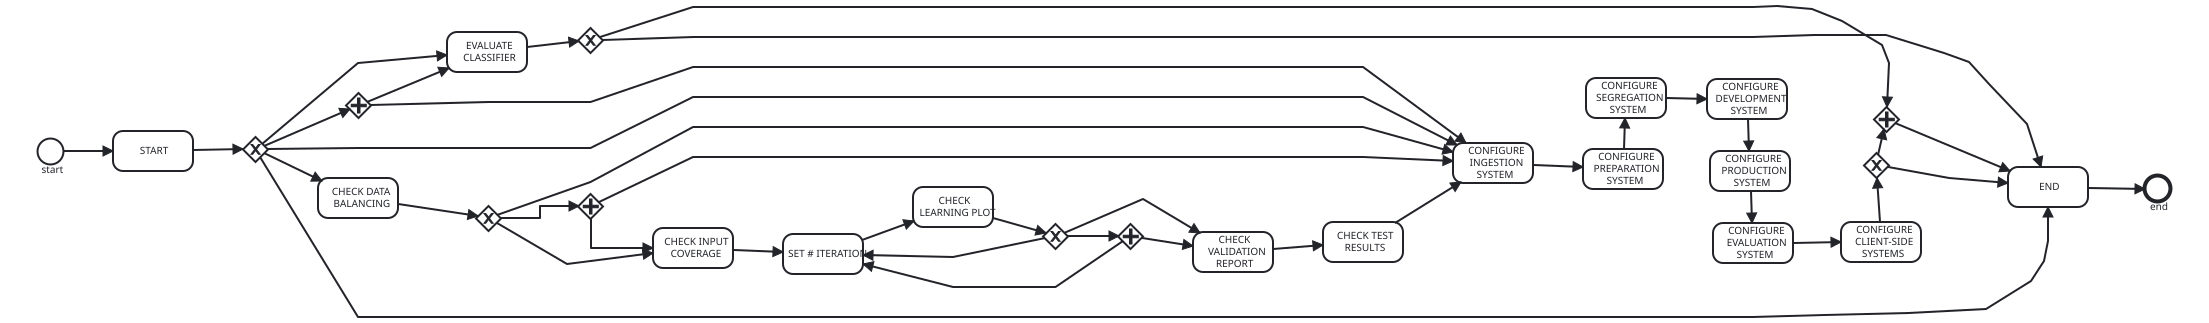 start
START
EVALUATE
CLASSIFIER
CHECK DATA
BALANCING
CHECK INPUT
COVERAGE
SET # ITERATION
CHECK
LEARNING PLOT
CHECK
VALIDATION
REPORT
CHECK TEST
RESULTS
CONFIGURE
INGESTION
SYSTEM
CONFIGURE
PREPARATION
SYSTEM
CONFIGURE
SEGREGATION
SYSTEM
CONFIGURE
DEVELOPMENT
SYSTEM
CONFIGURE
PRODUCTION
SYSTEM
CONFIGURE
EVALUATION
SYSTEM
CONFIGURE
CLIENT-SIDE
SYSTEMS
END
end